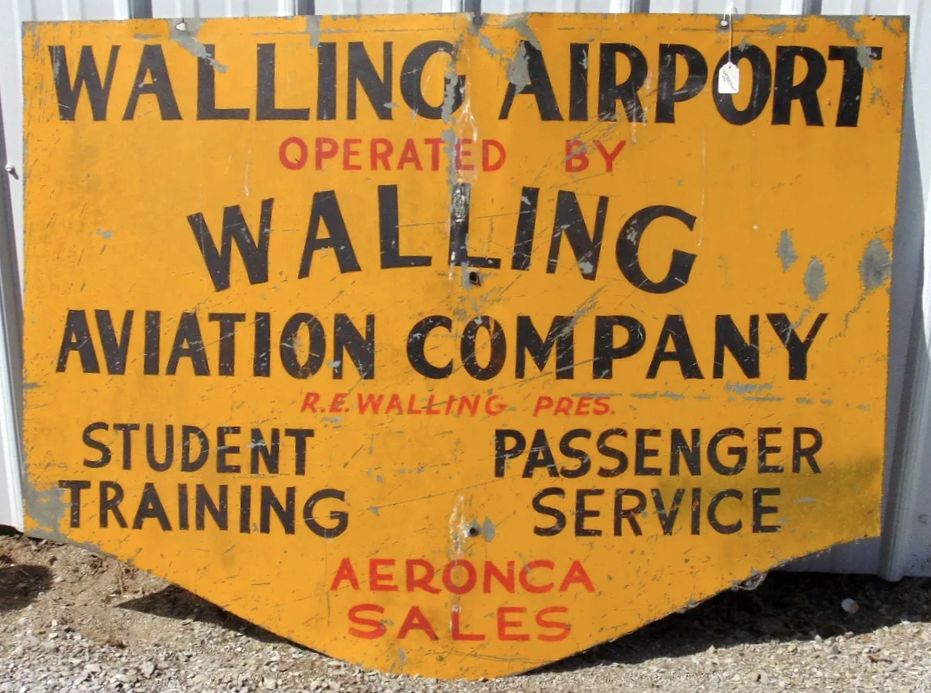 WALLING AIRPORT
OPERATED BY
WALLING
AVIATION COMPANY
R.E. WALLING PRES.
STUDENT TRAINING
PASSENGER SERVICE
AERONCA
SALES